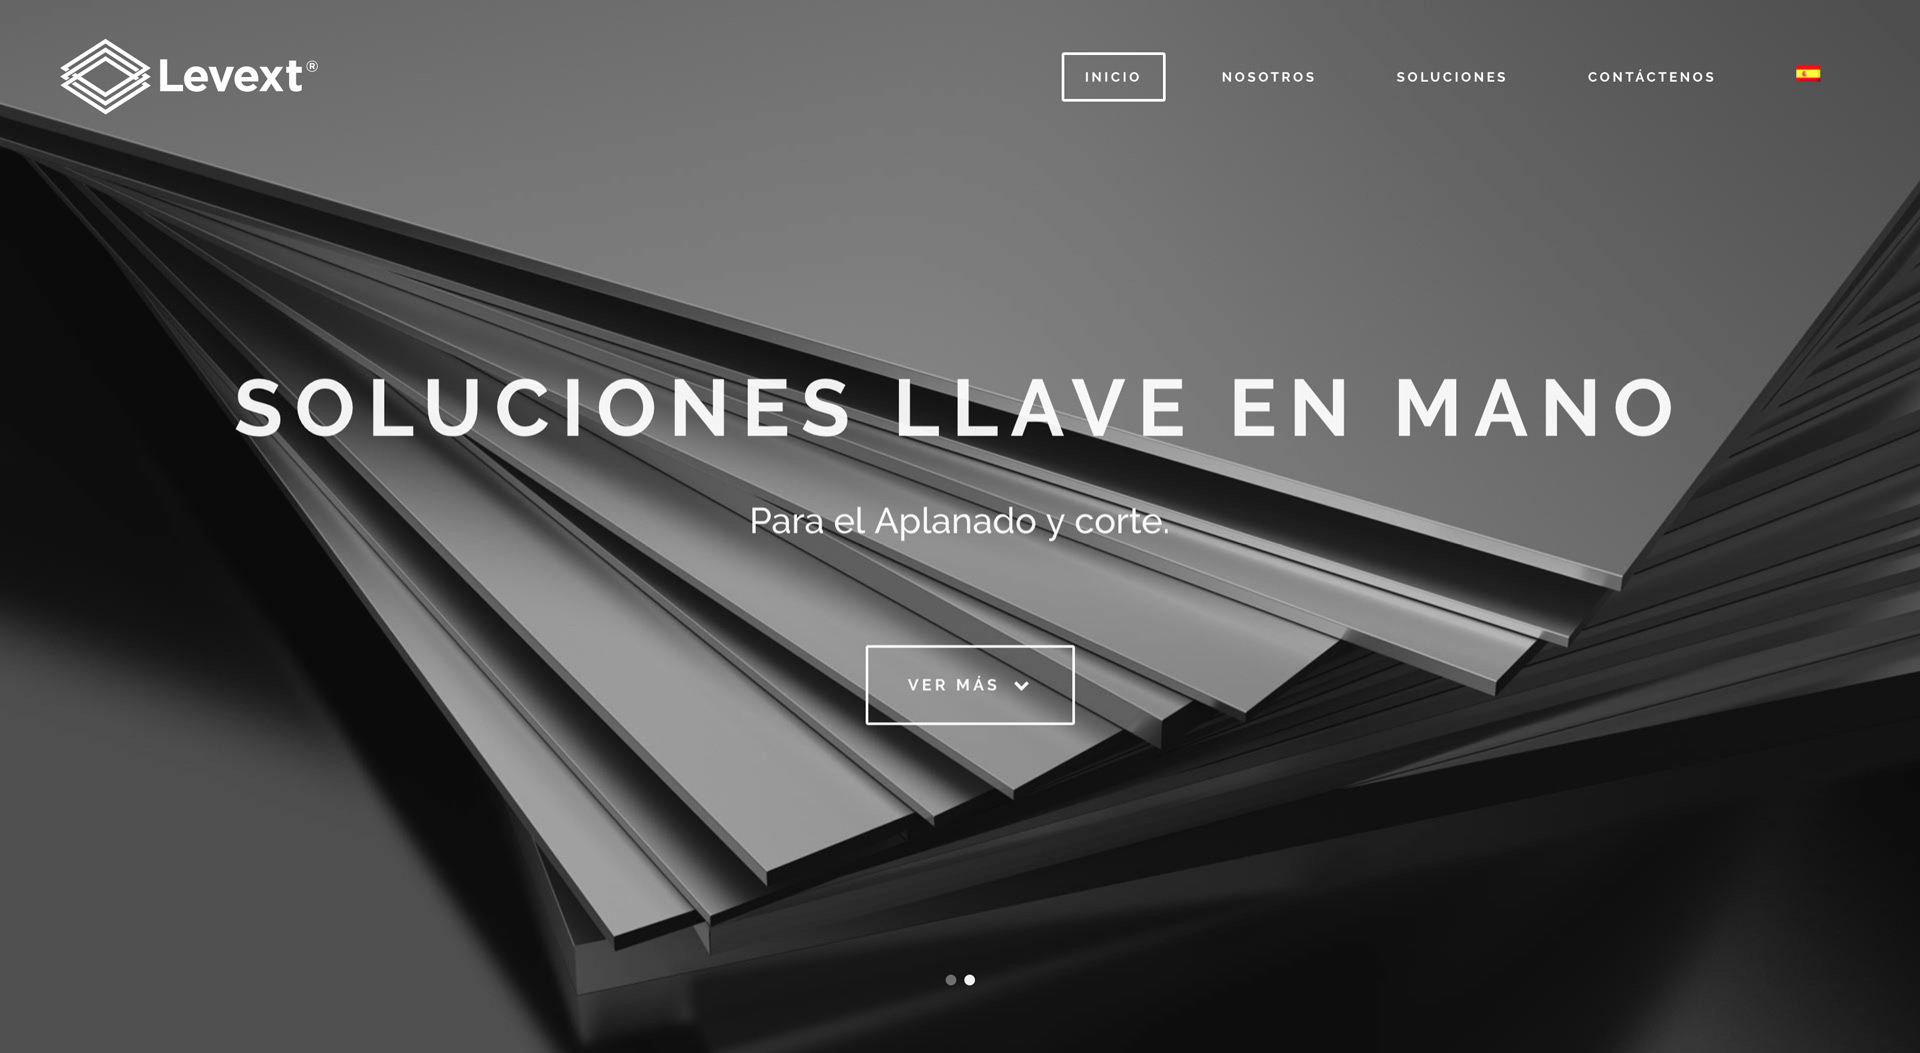 Levext®
INICIO
NOSOTROS
SOLUCIONES
CONTÁCTENOS
SOLUCIONES LLAVE EN MANO
Para el Aplanado y corte.
VER MÁS